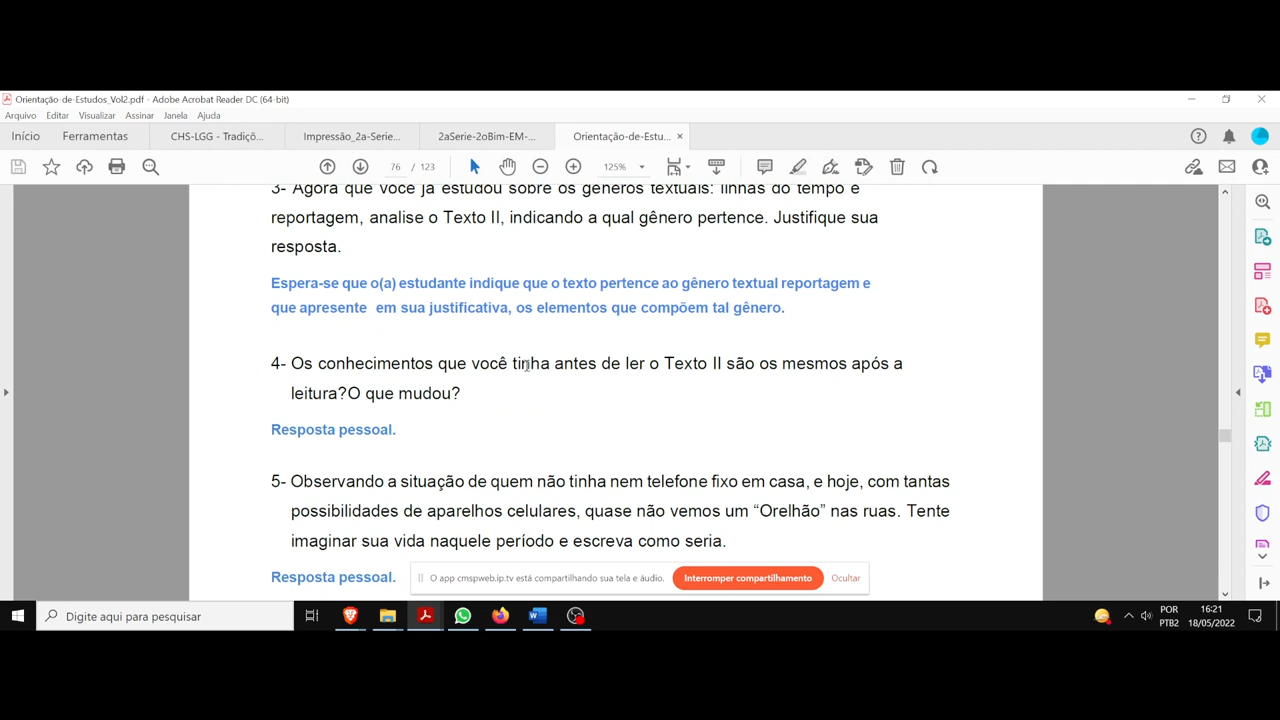 Orientação-de-Estudos_Vol2.pdf - Adobe Acrobat Reader DC (64-bit)
Arquivo Editar Visualizar Assinar Janela Ajuda
Início Ferramentas CHS-LGG - Tradiçõ... Impressão_2a-Serie... 2aSerie-2oBim-EM-... Orientação-de-Estu... ×
76 / 123 125%
3- Agora que você já estudou sobre os gêneros textuais: linhas do tempo e
reportagem, analise o Texto II, indicando a qual gênero pertence. Justifique sua
resposta.
Espera-se que o(a) estudante indique que o texto pertence ao gênero textual reportagem e
que apresente em sua justificativa, os elementos que compõem tal gênero.
4- Os conhecimentos que você tinha antes de ler o Texto II são os mesmos após a
leitura?O que mudou?
Resposta pessoal.
5- Observando a situação de quem não tinha nem telefone fixo em casa, e hoje, com tantas
possibilidades de aparelhos celulares, quase não vemos um “Orelhão” nas ruas. Tente
imaginar sua vida naquele período e escreva como seria.
Resposta pessoal.
O app cmspweb.ip.tv está compartilhando sua tela e áudio. Interromper compartilhamento Ocultar
Digite aqui para pesquisar
POR 16:21
PTB2 18/05/2022